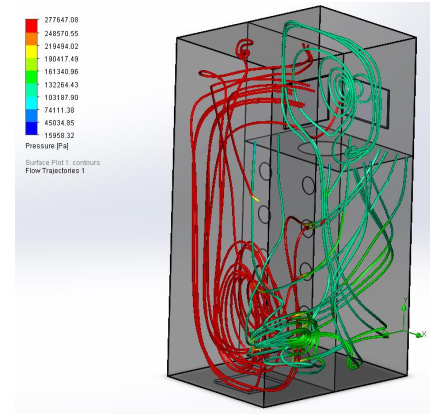 277647.08
248570.55
219494.02
190417.49
161340.96
132264.43
103187.90
74111.38
45034.85
15958.32
Pressure [Pa]
Surface Plot 1: contours
Flow Trajectories 1
Y
X